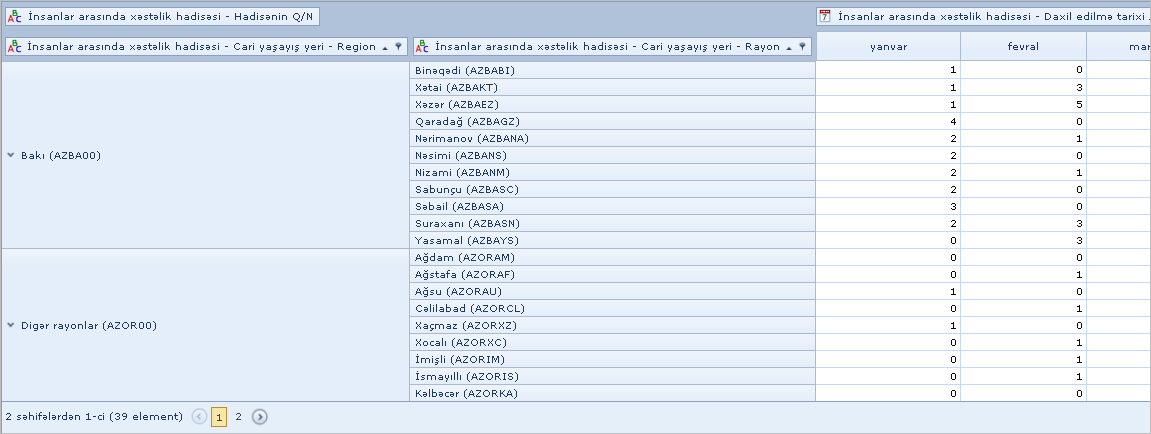 İnsanlar arasında xəstəlik hadisəsi - Hadisənin Q/N
İnsanlar arasında xəstəlik hadisəsi - Daxil edilmə tarixi
İnsanlar arasında xəstəlik hadisəsi - Cari yaşayış yeri - Region
İnsanlar arasında xəstəlik hadisəsi - Cari yaşayış yeri - Rayon
yanvar fevral mar
Binəqədi (AZBABI) 1 0
Xətai (AZBAKT) 1 3
Xəzər (AZBAEZ) 1 5
Qaradağ (AZBAGZ) 4 0
Nərimanov (AZBANA) 2 1
Bakı (AZBA00) Nəsimi (AZBANS) 2 0
Nizami (AZBANM) 2 1
Sabunçu (AZBASC) 2 0
Səbail (AZBASA) 3 0
Suraxanı (AZBASN) 2 3
Yasamal (AZBAYS) 0 3
Ağdam (AZORAM) 0 0
Ağstafa (AZORAF) 0 1
Ağsu (AZORAU) 1 0
Cəlilabad (AZORCL) 0 1
Digər rayonlar (AZOR00) Xaçmaz (AZORXZ) 1 0
Xocalı (AZORXC) 0 1
İmişli (AZORIM) 0 1
İsmayıllı (AZORIS) 0 1
Kəlbəcər (AZORKA) 0 0
2 səhifələrdən 1-ci (39 element) 1 2